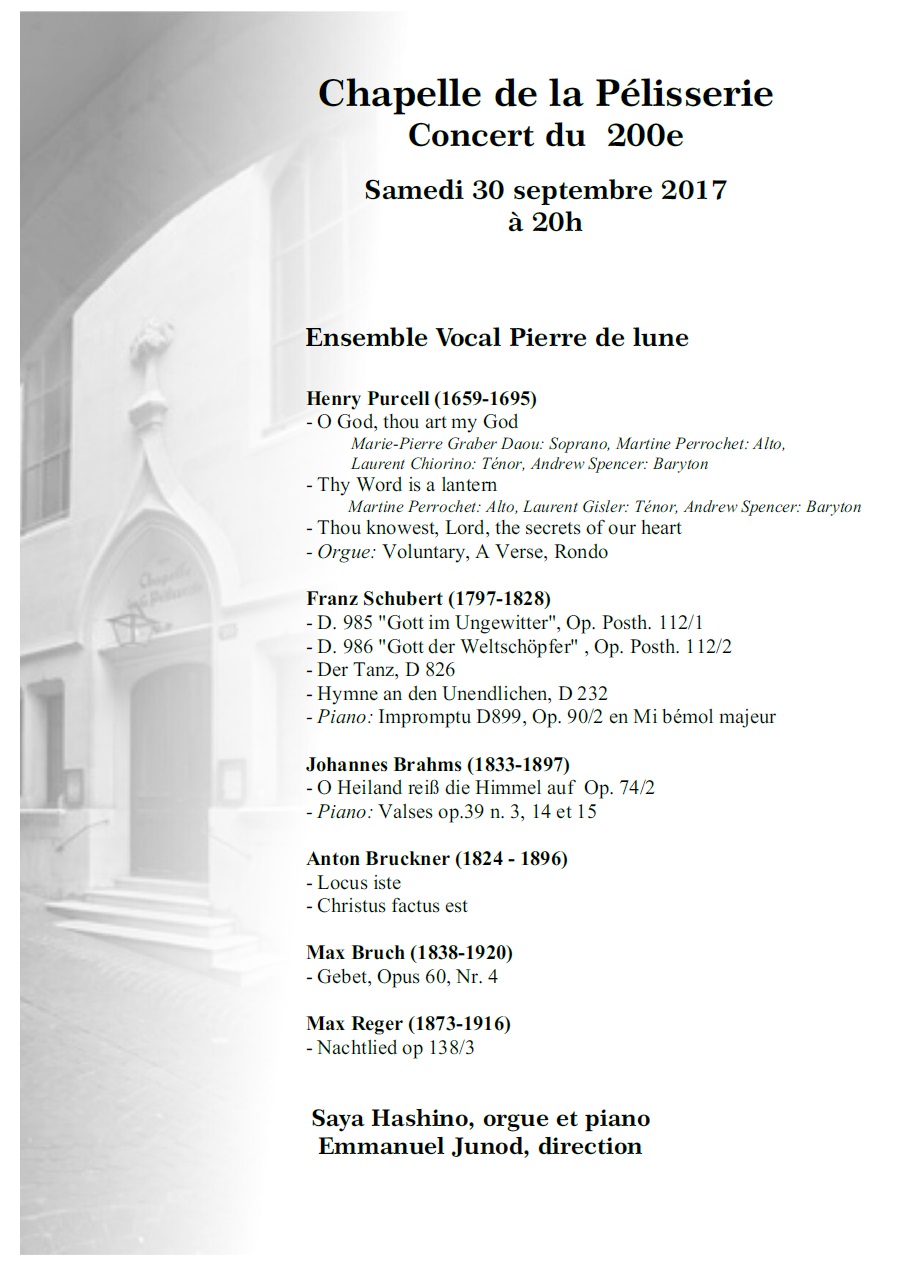 Chapelle de la Pélisserie
Concert du 200e
Samedi 30 septembre 2017
à 20h
Ensemble Vocal Pierre de lune
Henry Purcell (1659-1695)
- O God, thou art my God
Marie-Pierre Graber Daou: Soprano, Martine Perrochet: Alto,
Laurent Chiorino: Ténor, Andrew Spencer: Baryton
- Thy Word is a lantern
Martine Perrochet: Alto, Laurent Gisler: Ténor, Andrew Spencer: Baryton
- Thou knowest, Lord, the secrets of our heart
- Orgue: Voluntary, A Verse, Rondo
Franz Schubert (1797-1828)
- D. 985 "Gott im Ungewitter", Op. Posth. 112/1
- D. 986 "Gott der Weltschöpfer" , Op. Posth. 112/2
- Der Tanz, D 826
- Hymne an den Unendlichen, D 232
- Piano: Impromptu D899, Op. 90/2 en Mi bémol majeur
Johannes Brahms (1833-1897)
- O Heiland reiß die Himmel auf Op. 74/2
- Piano: Valses op.39 n. 3, 14 et 15
Anton Bruckner (1824 - 1896)
- Locus iste
- Christus factus est
Max Bruch (1838-1920)
- Gebet, Opus 60, Nr. 4
Max Reger (1873-1916)
- Nachtlied op 138/3
Saya Hashino, orgue et piano
Emmanuel Junod, direction
Chapelle